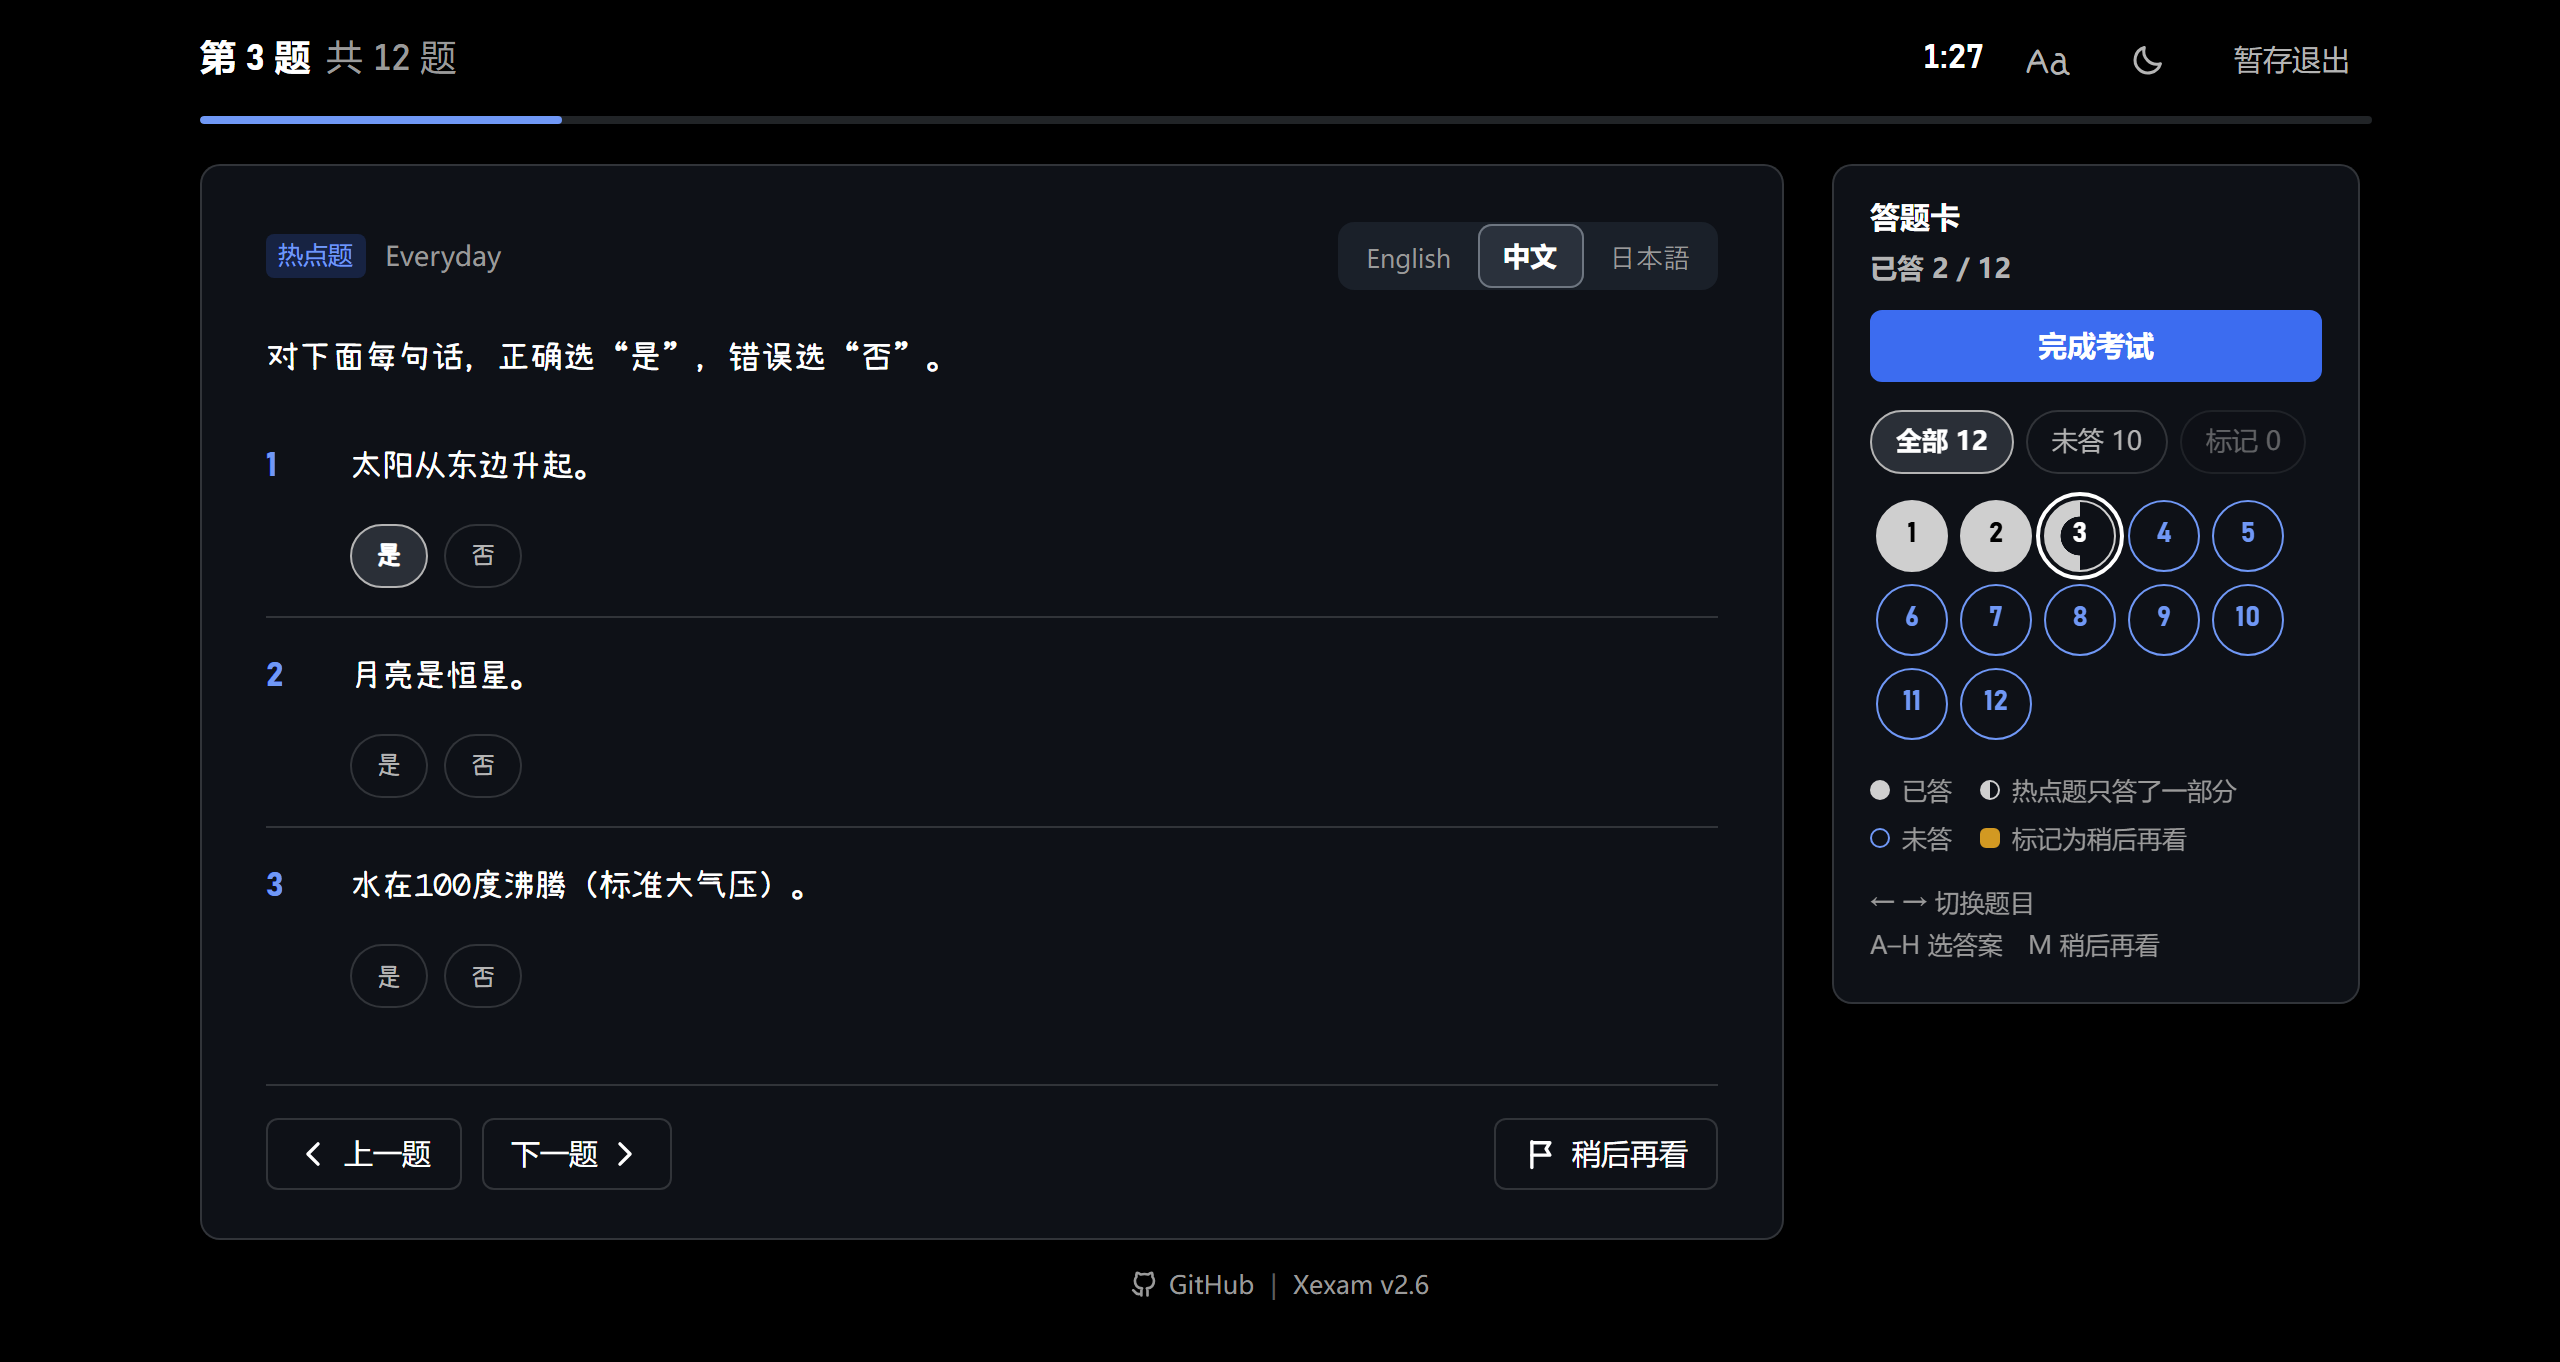 第 3 题 共 12 题
1:27 Aa 暂存退出
热点题 Everyday
English 中文 日本語
对下面每句话，正确选“是”，错误选“否”。
1 太阳从东边升起。
是 否
2 月亮是恒星。
是 否
3 水在100度沸腾（标准大气压）。
是 否
上一题 下一题 稍后再看
答题卡
已答 2 / 12
完成考试
全部 12 未答 10 标记 0
1 2 3 4 5
6 7 8 9 10
11 12
已答 热点题只答了一部分
未答 标记为稍后再看
← → 切换题目
A–H 选答案 M 稍后再看
GitHub | Xexam v2.6